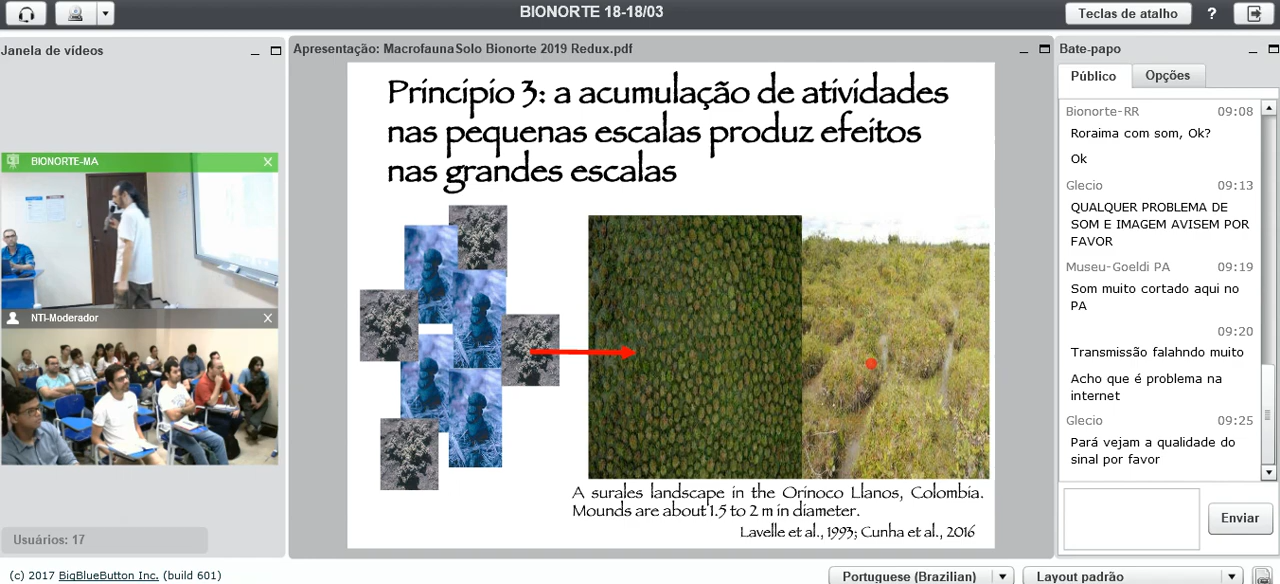 BIONORTE 18-18/03
Teclas de atalho
?
Janela de vídeos
Apresentação: MacrofaunaSolo Bionorte 2019 Redux.pdf
Bate-papo
BIONORTE-MA
X
NTI-Moderador
X
Usuários: 17
Principio 3: a acumulação de atividades
nas pequenas escalas produz efeitos
nas grandes escalas
A surales landscape in the Orinoco Llanos, Colombia.
Mounds are about 1.5 to 2 m in diameter.
Lavelle et al., 1993; Cunha et al., 2016
Público
Opções
Bionorte-RR 09:08
Roraima com som, Ok?
Ok
Glecio 09:13
QUALQUER PROBLEMA DE
SOM E IMAGEM AVISEM POR
FAVOR
Museu-Goeldi PA 09:19
Som muito cortado aqui no
PA
09:20
Transmissão falahndo muito
Acho que é problema na
internet
Glecio 09:25
Pará vejam a qualidade do
sinal por favor
Enviar
(c) 2017 BigBlueButton Inc. (build 601)
Portuguese (Brazilian)
Layout padrão